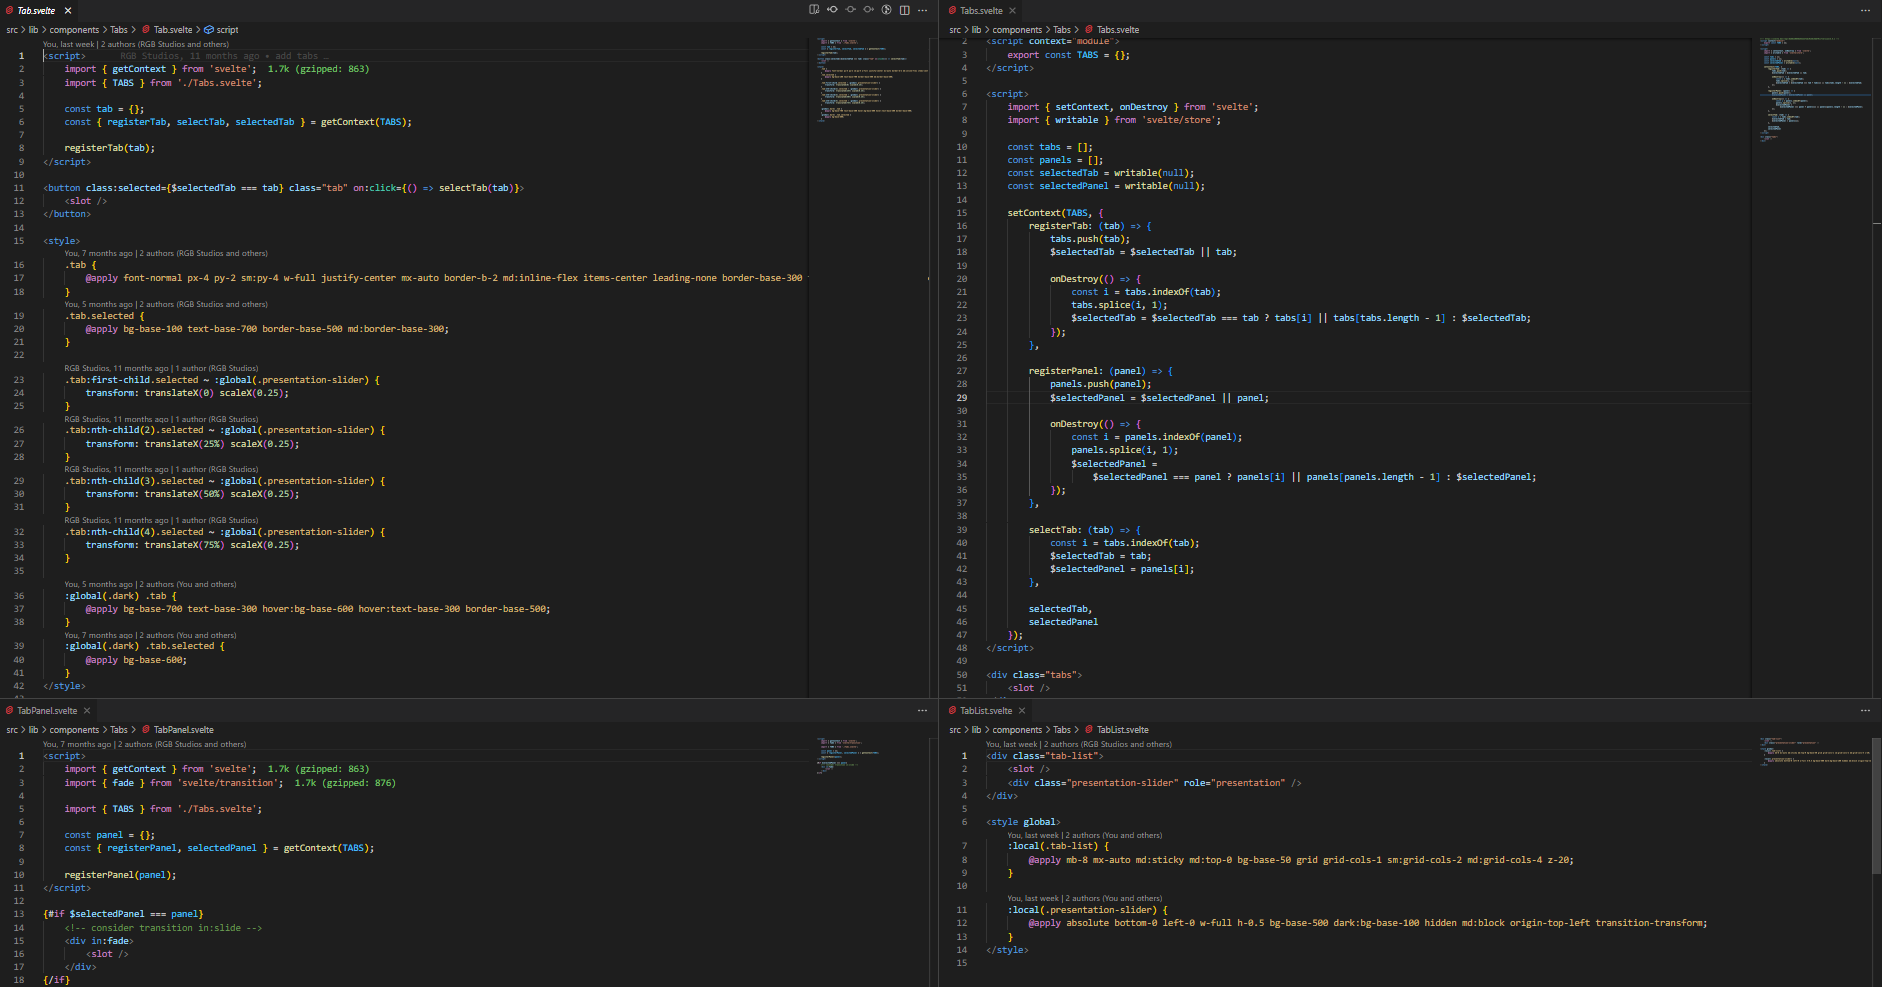 Tab.svelte
src > lib > components > Tabs > Tab.svelte > script
You, last week | 2 authors (RGB Studios and others)
1 <script> RGB Studios, 11 months ago • add tabs …
2 import { getContext } from 'svelte'; 1.7k (gzipped: 863)
3 import { TABS } from './Tabs.svelte';
4
5 const tab = {};
6 const { registerTab, selectTab, selectedTab } = getContext(TABS);
7
8 registerTab(tab);
9 </script>
10
11 <button class:selected={$selectedTab === tab} class="tab" on:click={() => selectTab(tab)}>
12 <slot />
13 </button>
14
15 <style>
You, 7 months ago | 2 authors (RGB Studios and others)
16 .tab {
17 @apply font-normal px-4 py-2 sm:py-4 w-full justify-center mx-auto border-b-2 md:inline-flex items-center leading-none border-base-300
18 }
You, 5 months ago | 2 authors (RGB Studios and others)
19 .tab.selected {
20 @apply bg-base-100 text-base-700 border-base-500 md:border-base-300;
21 }
22
RGB Studios, 11 months ago | 1 author (RGB Studios)
23 .tab:first-child.selected ~ :global(.presentation-slider) {
24 transform: translateX(0) scaleX(0.25);
25 }
RGB Studios, 11 months ago | 1 author (RGB Studios)
26 .tab:nth-child(2).selected ~ :global(.presentation-slider) {
27 transform: translateX(25%) scaleX(0.25);
28 }
RGB Studios, 11 months ago | 1 author (RGB Studios)
29 .tab:nth-child(3).selected ~ :global(.presentation-slider) {
30 transform: translateX(50%) scaleX(0.25);
31 }
RGB Studios, 11 months ago | 1 author (RGB Studios)
32 .tab:nth-child(4).selected ~ :global(.presentation-slider) {
33 transform: translateX(75%) scaleX(0.25);
34 }
35
You, 5 months ago | 2 authors (You and others)
36 :global(.dark) .tab {
37 @apply bg-base-700 text-base-300 hover:bg-base-600 hover:text-base-300 border-base-500;
38 }
You, 7 months ago | 2 authors (You and others)
39 :global(.dark) .tab.selected {
40 @apply bg-base-600;
41 }
42 </style>
Tabs.svelte
src > lib > components > Tabs > Tabs.svelte
2 <script context="module">
3 export const TABS = {};
4 </script>
5
6 <script>
7 import { setContext, onDestroy } from 'svelte';
8 import { writable } from 'svelte/store';
9
10 const tabs = [];
11 const panels = [];
12 const selectedTab = writable(null);
13 const selectedPanel = writable(null);
14
15 setContext(TABS, {
16 registerTab: (tab) => {
17 tabs.push(tab);
18 $selectedTab = $selectedTab || tab;
19
20 onDestroy(() => {
21 const i = tabs.indexOf(tab);
22 tabs.splice(i, 1);
23 $selectedTab = $selectedTab === tab ? tabs[i] || tabs[tabs.length - 1] : $selectedTab;
24 });
25 },
26
27 registerPanel: (panel) => {
28 panels.push(panel);
29 $selectedPanel = $selectedPanel || panel;
30
31 onDestroy(() => {
32 const i = panels.indexOf(panel);
33 panels.splice(i, 1);
34 $selectedPanel =
35 $selectedPanel === panel ? panels[i] || panels[panels.length - 1] : $selectedPanel;
36 });
37 },
38
39 selectTab: (tab) => {
40 const i = tabs.indexOf(tab);
41 $selectedTab = tab;
42 $selectedPanel = panels[i];
43 },
44
45 selectedTab,
46 selectedPanel
47 });
48 </script>
49
50 <div class="tabs">
51 <slot />
TabPanel.svelte
src > lib > components > Tabs > TabPanel.svelte
You, 7 months ago | 2 authors (RGB Studios and others)
1 <script>
2 import { getContext } from 'svelte'; 1.7k (gzipped: 863)
3 import { fade } from 'svelte/transition'; 1.7k (gzipped: 876)
4
5 import { TABS } from './Tabs.svelte';
6
7 const panel = {};
8 const { registerPanel, selectedPanel } = getContext(TABS);
9
10 registerPanel(panel);
11 </script>
12
13 {#if $selectedPanel === panel}
14 <!-- consider transition in:slide -->
15 <div in:fade>
16 <slot />
17 </div>
18 {/if}
TabList.svelte
src > lib > components > Tabs > TabList.svelte
You, last week | 2 authors (RGB Studios and others)
1 <div class="tab-list">
2 <slot />
3 <div class="presentation-slider" role="presentation" />
4 </div>
5
6 <style global>
You, last week | 2 authors (You and others)
7 :local(.tab-list) {
8 @apply mb-8 mx-auto md:sticky md:top-0 bg-base-50 grid grid-cols-1 sm:grid-cols-2 md:grid-cols-4 z-20;
9 }
10
You, last week | 2 authors (You and others)
11 :local(.presentation-slider) {
12 @apply absolute bottom-0 left-0 w-full h-0.5 bg-base-500 dark:bg-base-100 hidden md:block origin-top-left transition-transform;
13 }
14 </style>
15